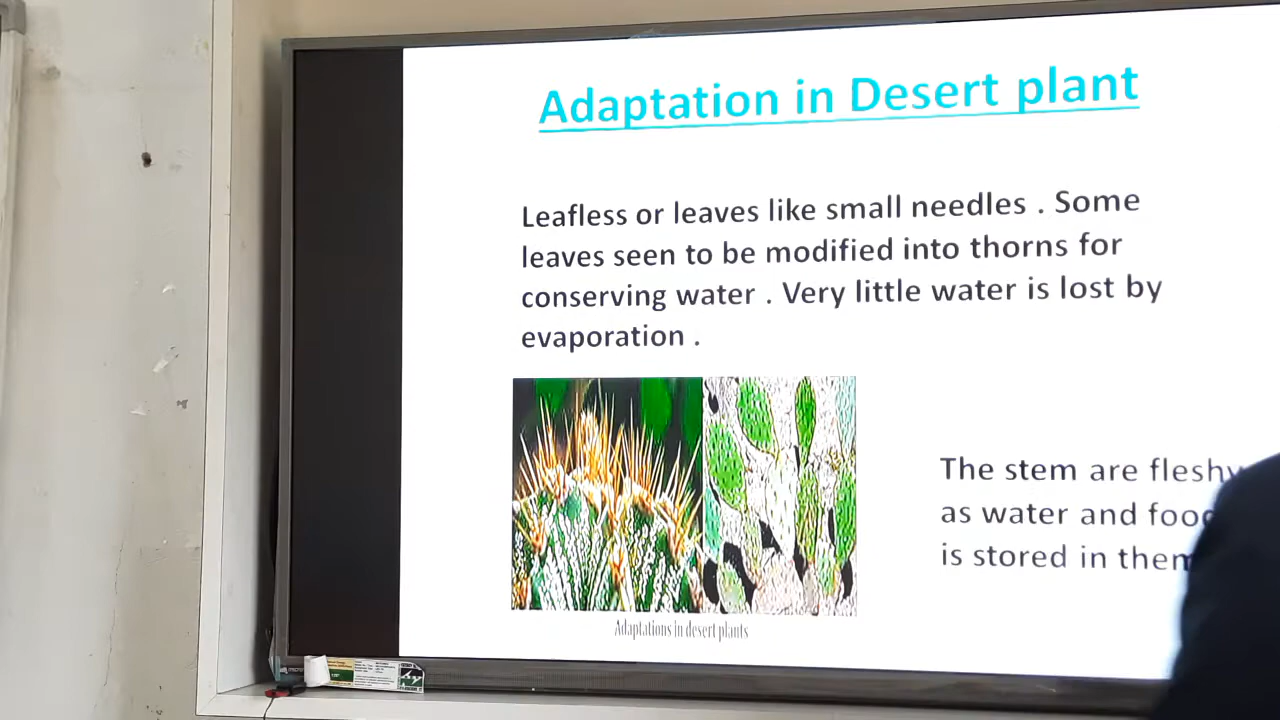 Adaptation in Desert plant
Leafless or leaves like small needles . Some
leaves seen to be modified into thorns for
conserving water . Very little water is lost by
evaporation .
The stem are fleshy
as water and food
is stored in them
Adaptations in desert plants